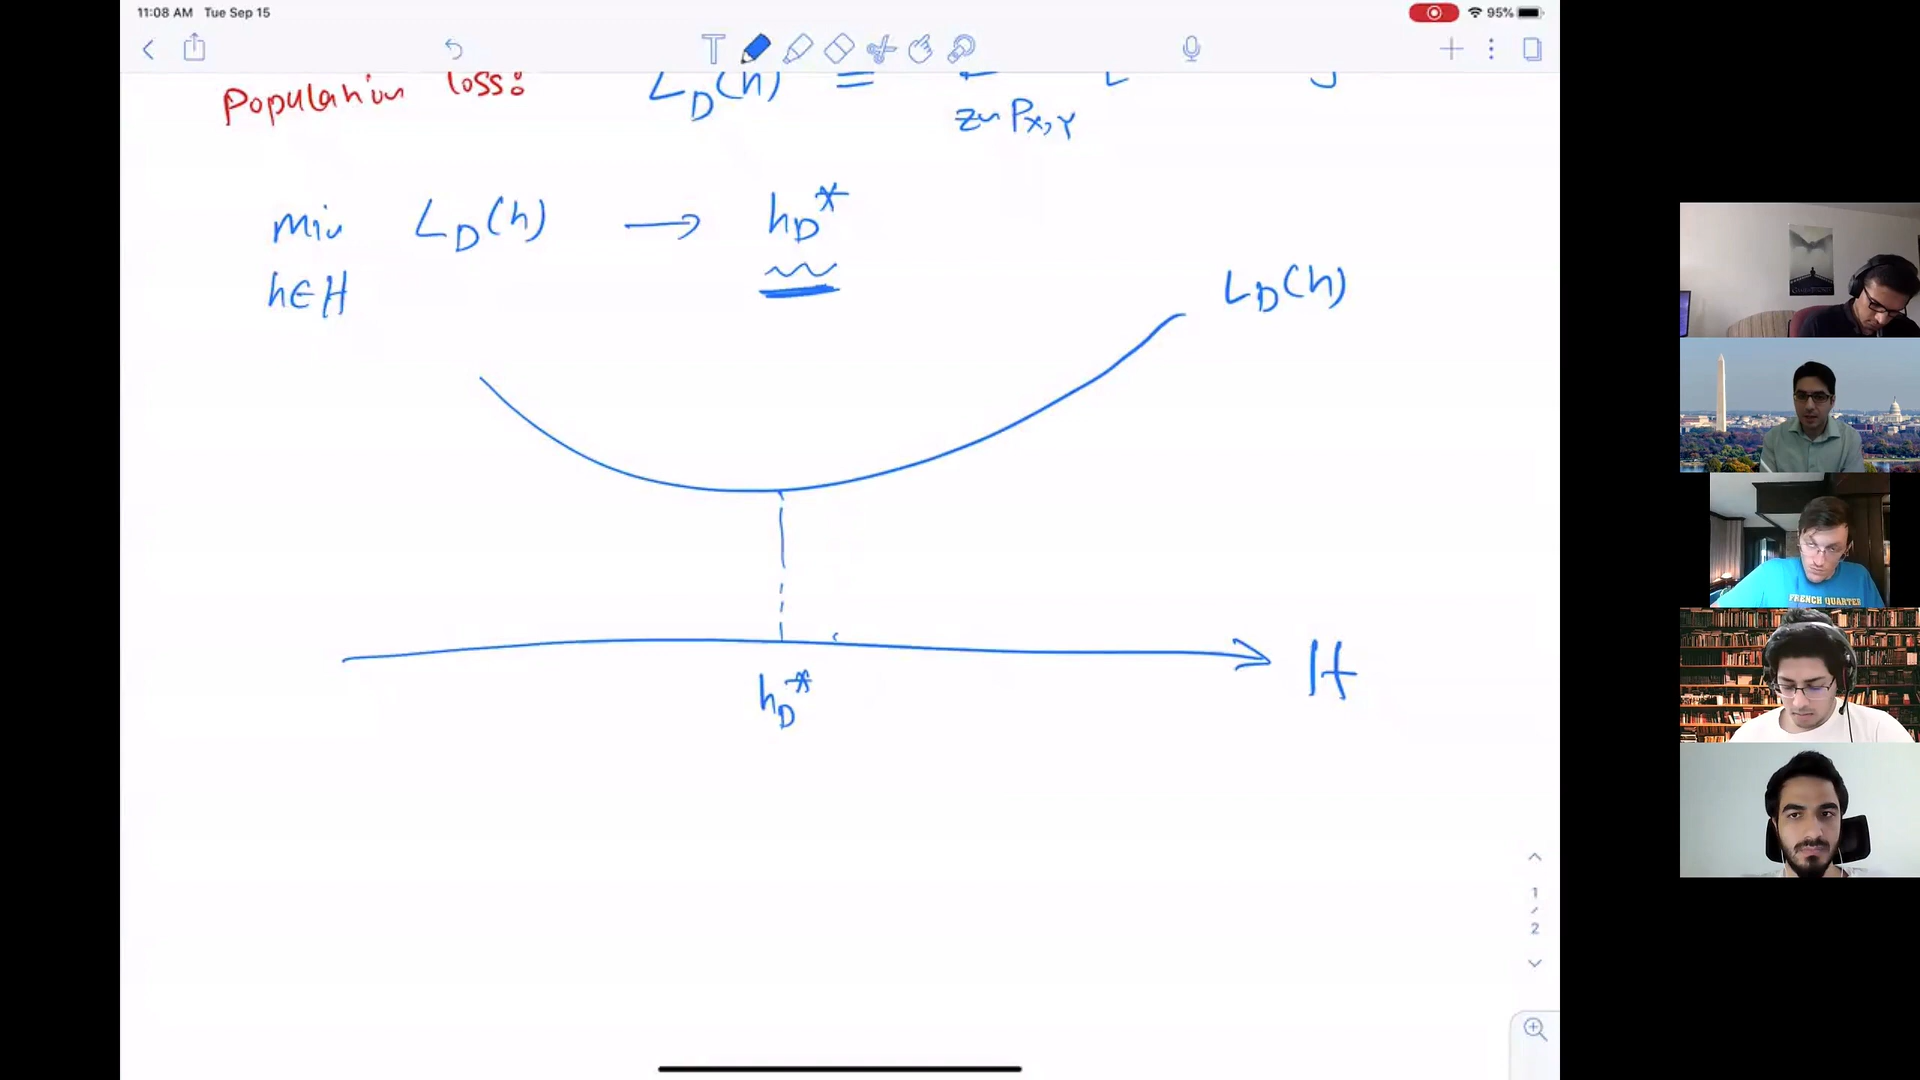 11:08 AM Tue Sep 15
95%
Population loss: L_D(h) =
z~P_{X,Y}
min L_D(h) → h_D^*
h∈H
L_D(h)
h_D^*
H
1
/
2
FRENCH QUARTER